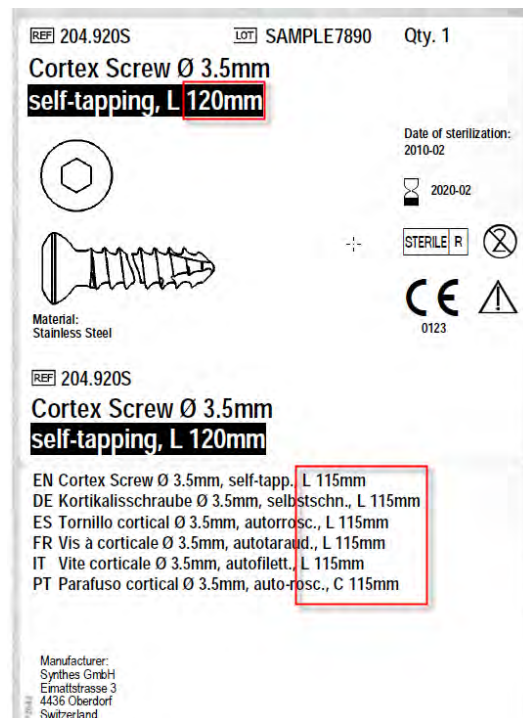 REF 204.920S LOT SAMPLE7890 Qty. 1
Cortex Screw Ø 3.5mm
self-tapping, L 120mm
Date of sterilization:
2010-02
2020-02
STERILE R
2
CE
0123
Material:
Stainless Steel
REF 204.920S
Cortex Screw Ø 3.5mm
self-tapping, L 120mm
EN Cortex Screw Ø 3.5mm, self-tapp., L 115mm
DE Kortikalisschraube Ø 3.5mm, selbstschn., L 115mm
ES Tornillo cortical Ø 3.5mm, autorrosc., L 115mm
FR Vis à corticale Ø 3.5mm, autotaraud., L 115mm
IT Vite corticale Ø 3.5mm, autofilett., L 115mm
PT Parafuso cortical Ø 3.5mm, auto-rosc., C 115mm
Manufacturer:
Synthes GmbH
Eimattstrasse 3
4436 Oberdorf
Switzerland